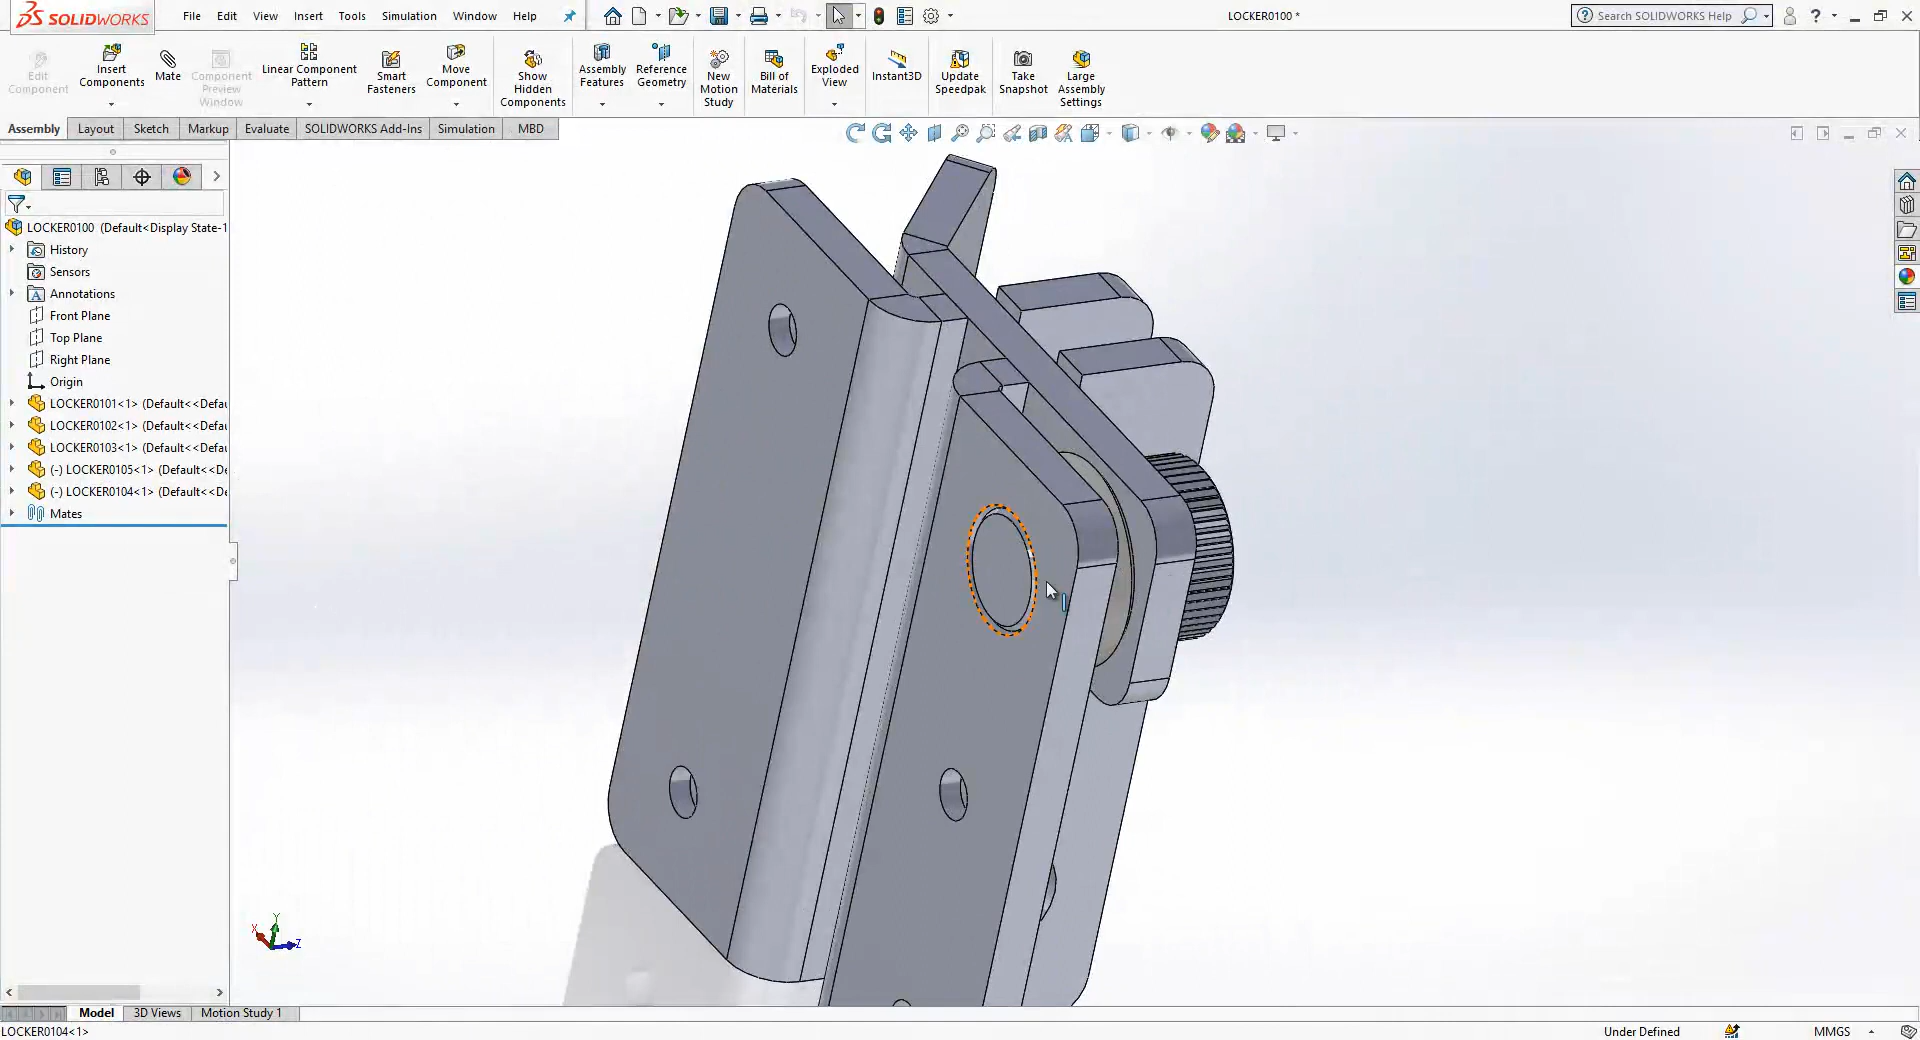 SOLIDWORKS File Edit View Insert Tools Simulation Window Help LOCKER0100 * Search SOLIDWORKS Help ?
Edit Component
Insert Components
Mate
Component Preview Window
Linear Component Pattern
Smart Fasteners
Move Component
Show Hidden Components
Assembly Features
Reference Geometry
New Motion Study
Bill of Materials
Exploded View
Instant3D
Update Speedpak
Take Snapshot
Large Assembly Settings
Assembly Layout Sketch Markup Evaluate SOLIDWORKS Add-Ins Simulation MBD
LOCKER0100 (Default<Display State-1
History
Sensors
A Annotations
Front Plane
Top Plane
Right Plane
Origin
LOCKER0101<1> (Default<<Defau
LOCKER0102<1> (Default<<Defau
LOCKER0103<1> (Default<<Defau
(-) LOCKER0105<1> (Default<<De
(-) LOCKER0104<1> (Default<<De
Mates
Y
X
Z
Model 3D Views Motion Study 1
LOCKER0104<1> Under Defined MMGS